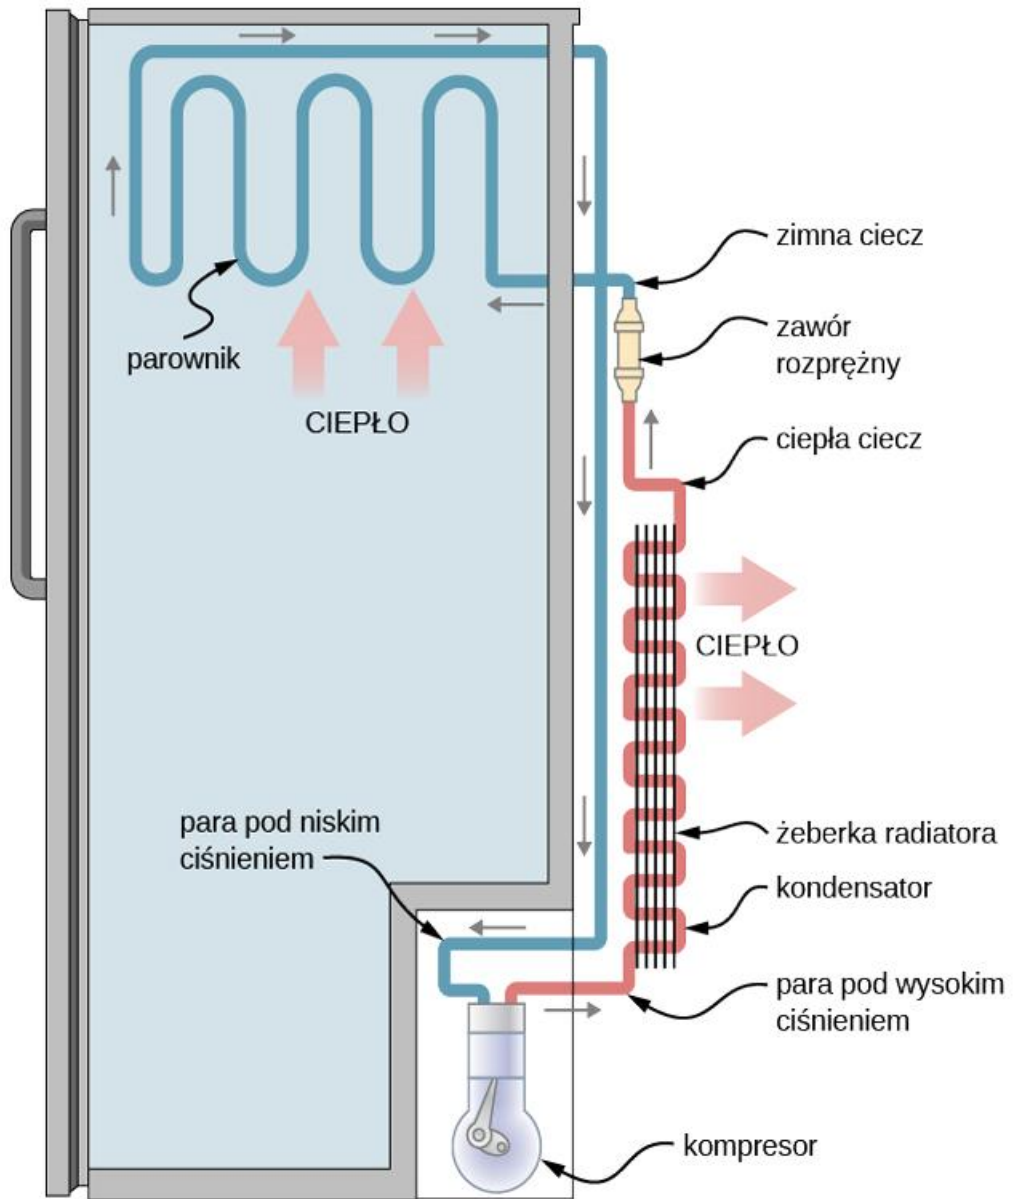 zimna ciecz
zawór
rozprężny
parownik
CIEPŁO
ciepła ciecz
CIEPŁO
para pod niskim
ciśnieniem
żeberka radiatora
kondensator
para pod wysokim
ciśnieniem
kompresor